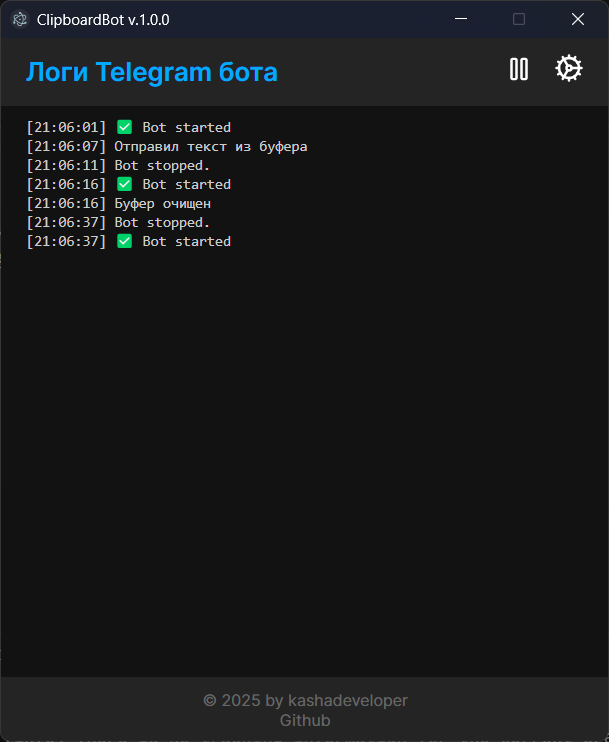 ClipboardBot v.1.0.0
Логи Telegram бота
[21:06:01] ✅ Bot started
[21:06:07] Отправил текст из буфера
[21:06:11] Bot stopped.
[21:06:16] ✅ Bot started
[21:06:16] Буфер очищен
[21:06:37] Bot stopped.
[21:06:37] ✅ Bot started
© 2025 by kashadeveloper
Github